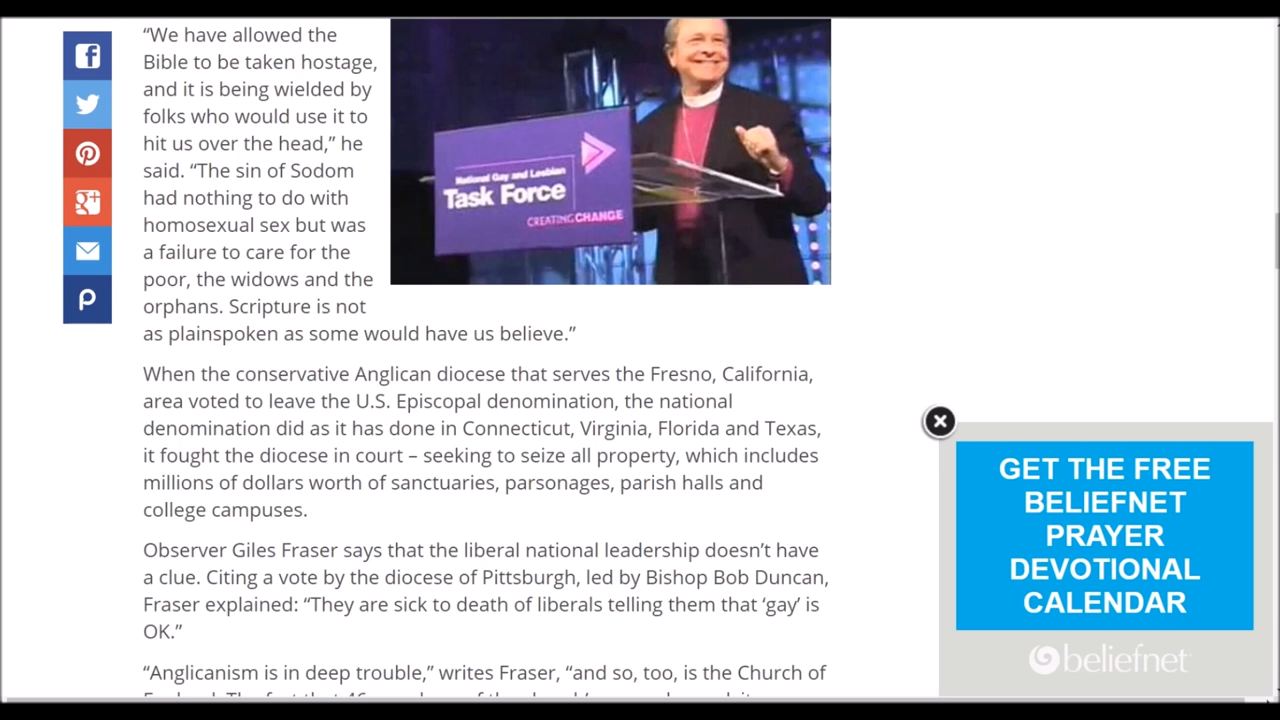 “We have allowed the
Bible to be taken hostage,
and it is being wielded by
folks who would use it to
hit us over the head,” he
said. “The sin of Sodom
had nothing to do with
homosexual sex but was
a failure to care for the
poor, the widows and the
orphans. Scripture is not
as plainspoken as some would have us believe.”
National Gay and Lesbian
Task Force
CREATING CHANGE
When the conservative Anglican diocese that serves the Fresno, California,
area voted to leave the U.S. Episcopal denomination, the national
denomination did as it has done in Connecticut, Virginia, Florida and Texas,
it fought the diocese in court – seeking to seize all property, which includes
millions of dollars worth of sanctuaries, parsonages, parish halls and
college campuses.
Observer Giles Fraser says that the liberal national leadership doesn’t have
a clue. Citing a vote by the diocese of Pittsburgh, led by Bishop Bob Duncan,
Fraser explained: “They are sick to death of liberals telling them that ‘gay’ is
OK.”
“Anglicanism is in deep trouble,” writes Fraser, “and so, too, is the Church of
GET THE FREE
BELIEFNET
PRAYER
DEVOTIONAL
CALENDAR
beliefnet